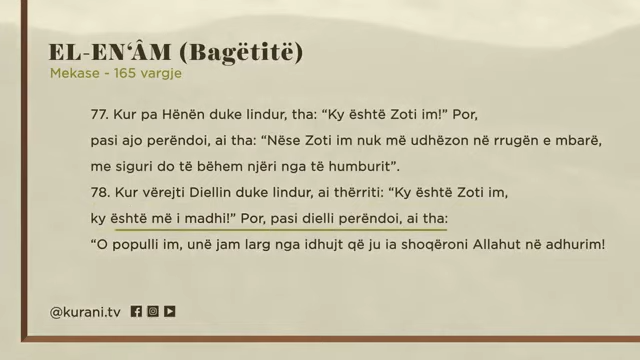 EL-EN‘ÂM (Bagëtitë)
Mekase - 165 vargje
77. Kur pa Hënën duke lindur, tha: “Ky është Zoti im!” Por,
pasi ajo perëndoi, ai tha: “Nëse Zoti im nuk më udhëzon në rrugën e mbarë,
me siguri do të bëhem njëri nga të humburit”.
78. Kur vërejti Diellin duke lindur, ai thërriti: “Ky është Zoti im,
ky është më i madhi!” Por, pasi dielli perëndoi, ai tha:
“O populli im, unë jam larg nga idhujt që ju ia shoqëroni Allahut në adhurim!
@kurani.tv